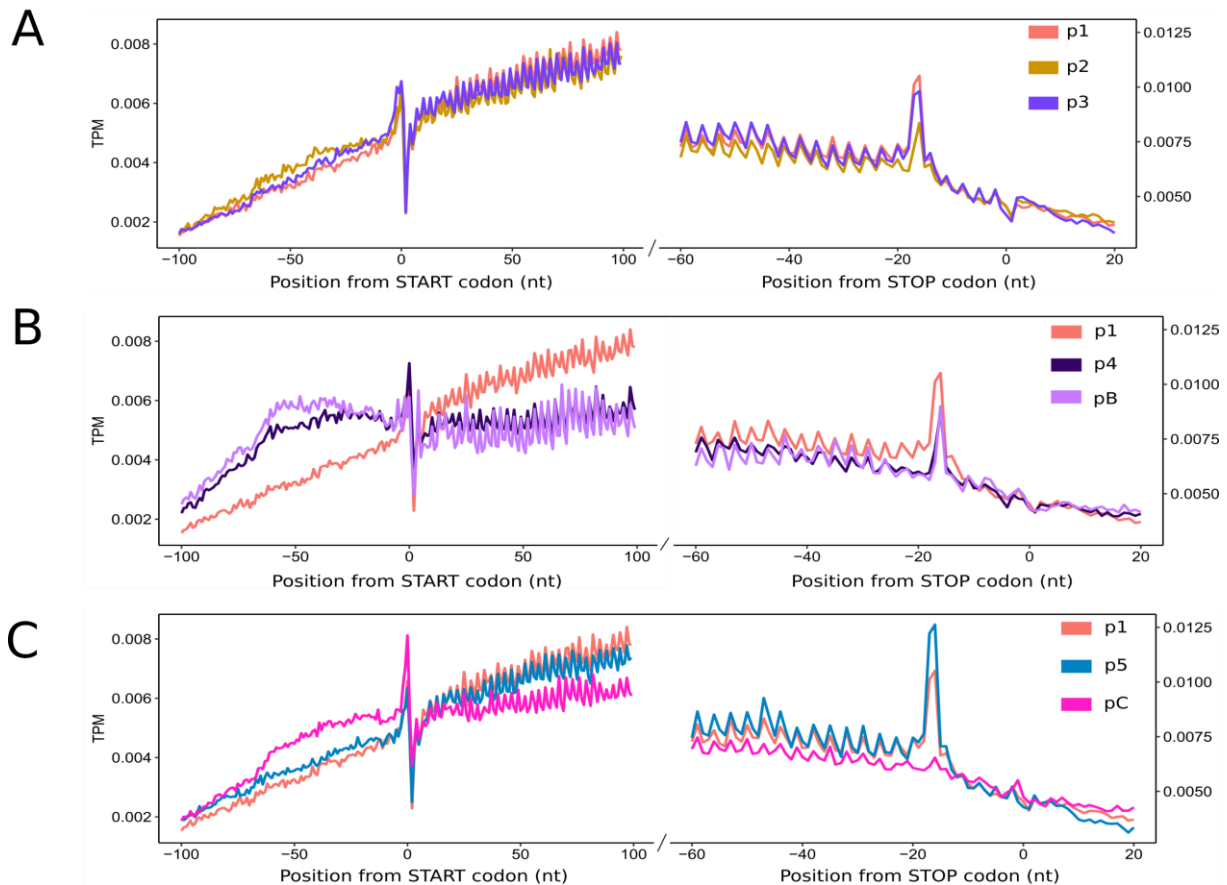 A
0.008
0.006
0.004
0.002
TPM
0.0125
0.0100
0.0075
0.0050
p1
p2
p3
−100 −50 0 50 100 / −60 −40 −20 0 20
Position from START codon (nt) Position from STOP codon (nt)
B
0.008
0.006
0.004
0.002
TPM
0.0125
0.0100
0.0075
0.0050
p1
p4
pB
−100 −50 0 50 100 / −60 −40 −20 0 20
Position from START codon (nt) Position from STOP codon (nt)
C
0.008
0.006
0.004
0.002
TPM
0.0125
0.0100
0.0075
0.0050
p1
p5
pC
−100 −50 0 50 100 / −60 −40 −20 0 20
Position from START codon (nt) Position from STOP codon (nt)